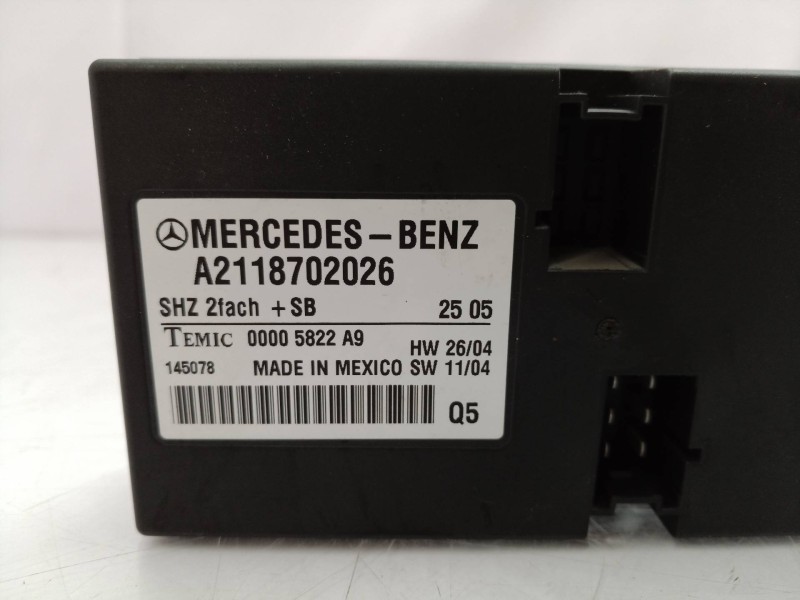 MERCEDES-BENZ
A2118702026
SHZ 2fach +SB 25 05
TEMIC 0000 5822 A9 HW 26/04
145078 MADE IN MEXICO SW 11/04
Q5